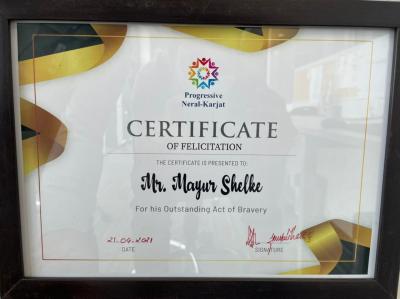 Progressive
Neral-Karjat
CERTIFICATE
OF FELICITATION
THE CERTIFICATE IS PRESENTED TO:
Mr. Mayur Shelke
For his Outstanding Act of Bravery
21-04-2021
DATE
SIGNATURE